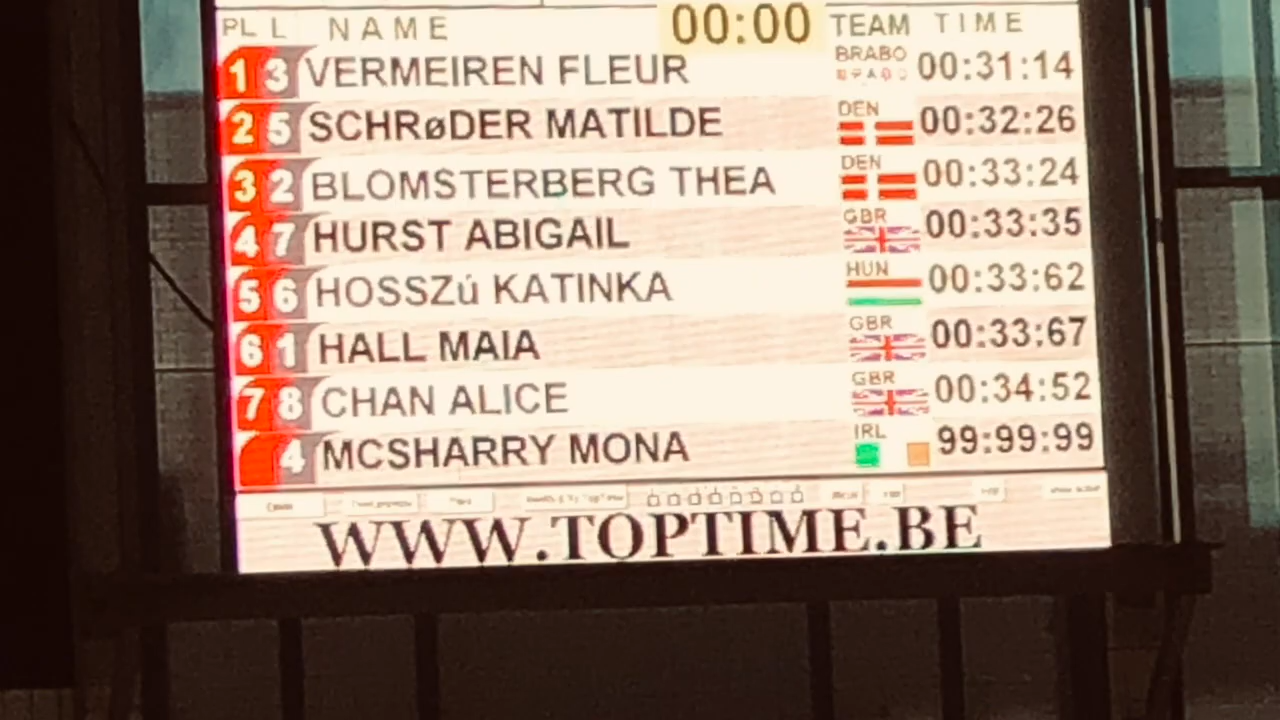 PL L NAME 00:00 TEAM TIME
1 3 VERMEIREN FLEUR BRABO 00:31:14
2 5 SCHRøDER MATILDE DEN 00:32:26
3 2 BLOMSTERBERG THEA DEN 00:33:24
4 7 HURST ABIGAIL GBR 00:33:35
5 6 HOSSZú KATINKA HUN 00:33:62
6 1 HALL MAIA GBR 00:33:67
7 8 CHAN ALICE GBR 00:34:52
4 MCSHARRY MONA IRL 99:99:99
WWW.TOPTIME.BE